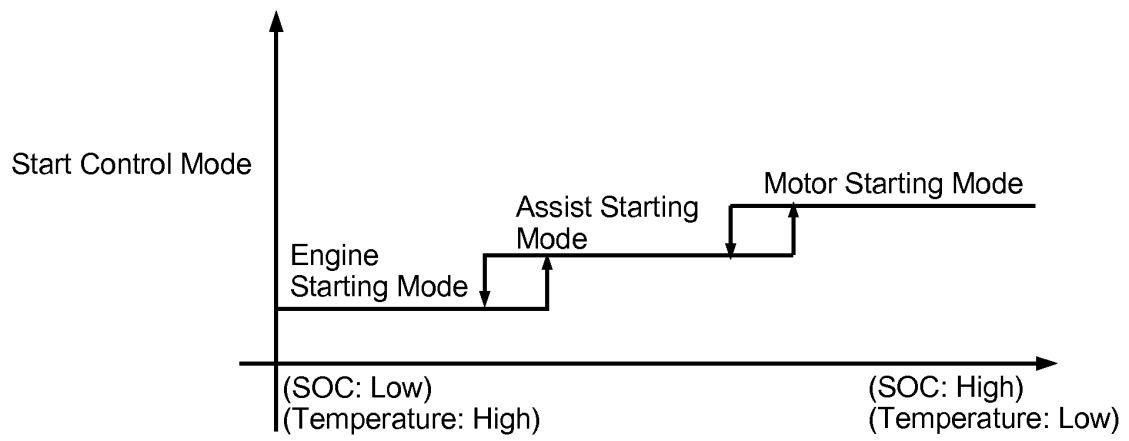 Start Control Mode
Motor Starting Mode
Assist Starting
Mode
Engine
Starting Mode
(SOC: Low)
(Temperature: High)
(SOC: High)
(Temperature: Low)